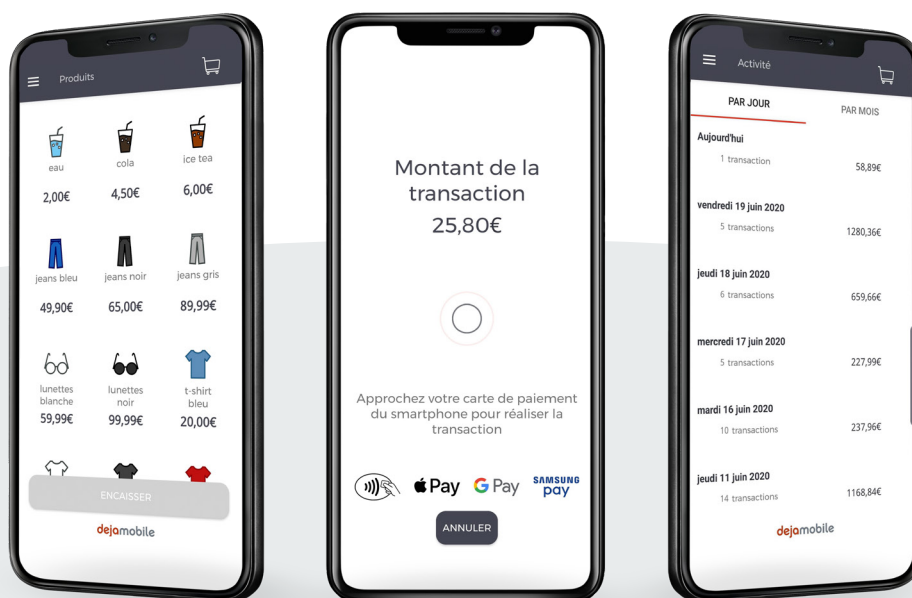 Produits
eau
cola
ice tea
2,00€
4,50€
6,00€
jeans bleu
jeans noir
jeans gris
49,90€
65,00€
89,99€
lunettes
blanche
lunettes
noir
t-shirt
bleu
59,99€
99,99€
20,00€
ENCAISSER
dejamobile
Montant de la
transaction
25,80€
Approchez votre carte de paiement
du smartphone pour réaliser la
transaction
Pay
G Pay
SAMSUNG
pay
ANNULER
Activité
PAR JOUR
PAR MOIS
Aujourd'hui
1 transaction
58,89€
vendredi 19 juin 2020
5 transactions
1280,36€
jeudi 18 juin 2020
6 transactions
659,66€
mercredi 17 juin 2020
5 transactions
227,99€
mardi 16 juin 2020
10 transactions
237,96€
jeudi 11 juin 2020
14 transactions
1168,84€
dejamobile